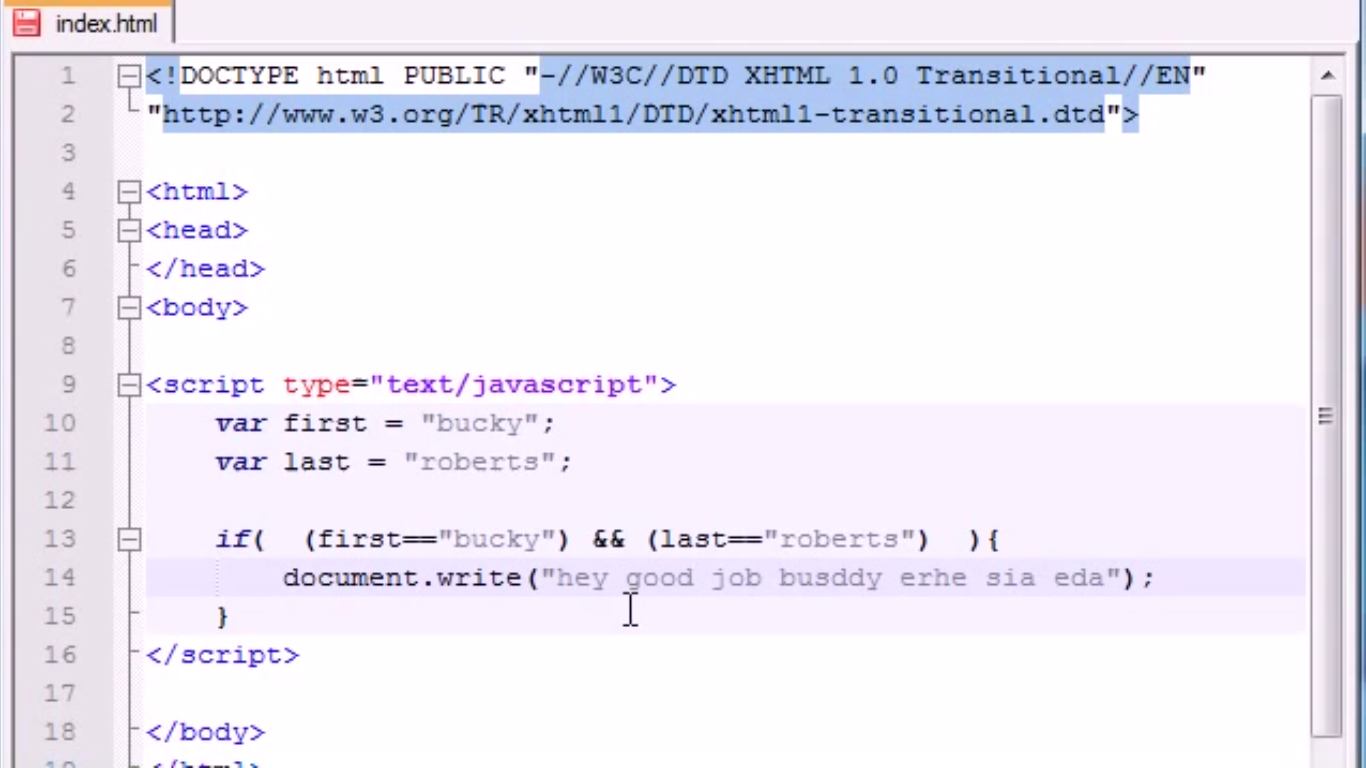 index.html
1 <!DOCTYPE html PUBLIC "-//W3C//DTD XHTML 1.0 Transitional//EN"
2 "http://www.w3.org/TR/xhtml1/DTD/xhtml1-transitional.dtd">
3
4 <html>
5 <head>
6 </head>
7 <body>
8
9 <script type="text/javascript">
10 var first = "bucky";
11 var last = "roberts";
12
13 if(  (first=="bucky") && (last=="roberts")  ){
14 document.write("hey good job busddy erhe sia eda");
15 }
16 </script>
17
18 </body>
19 </html>